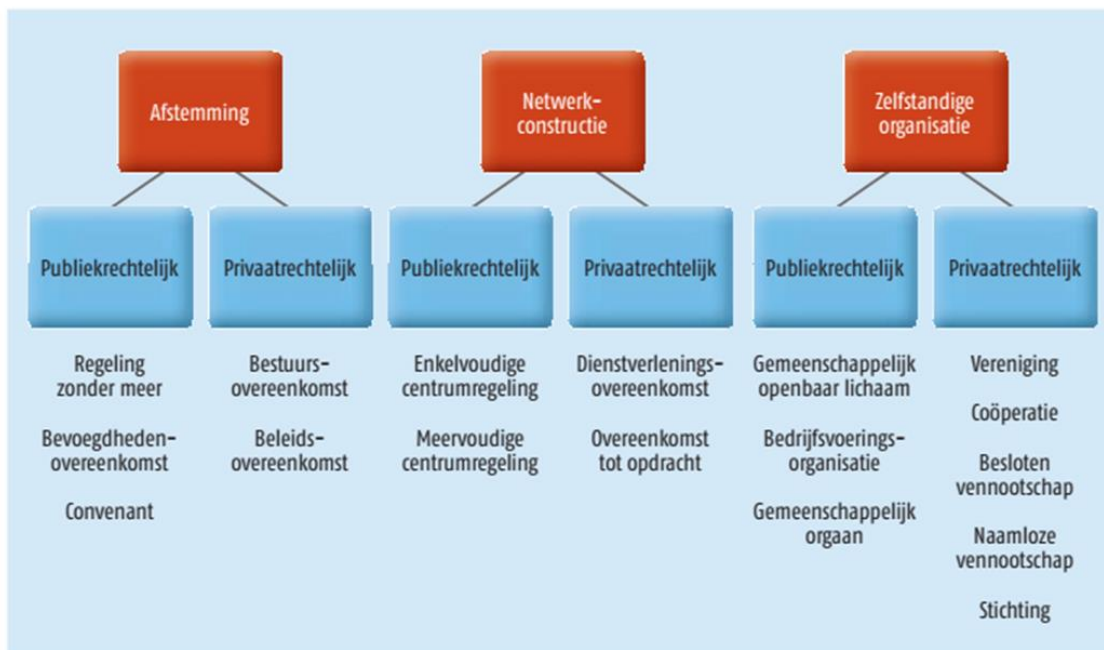 Afstemming
Netwerk-
constructie
Zelfstandige
organisatie
Publiekrechtelijk
Privaatrechtelijk
Publiekrechtelijk
Privaatrechtelijk
Publiekrechtelijk
Privaatrechtelijk
Regeling
zonder meer
Bevoegdheden-
overeenkomst
Convenant
Bestuurs-
overeenkomst
Beleids-
overeenkomst
Enkelvoudige
centrumregeling
Meervoudige
centrumregeling
Dienstverlenings-
overeenkomst
Overeenkomst
tot opdracht
Gemeenschappelijk
openbaar lichaam
Bedrijfsvoerings-
organisatie
Gemeenschappelijk
orgaan
Vereniging
Coöperatie
Besloten
vennootschap
Naamloze
vennootschap
Stichting